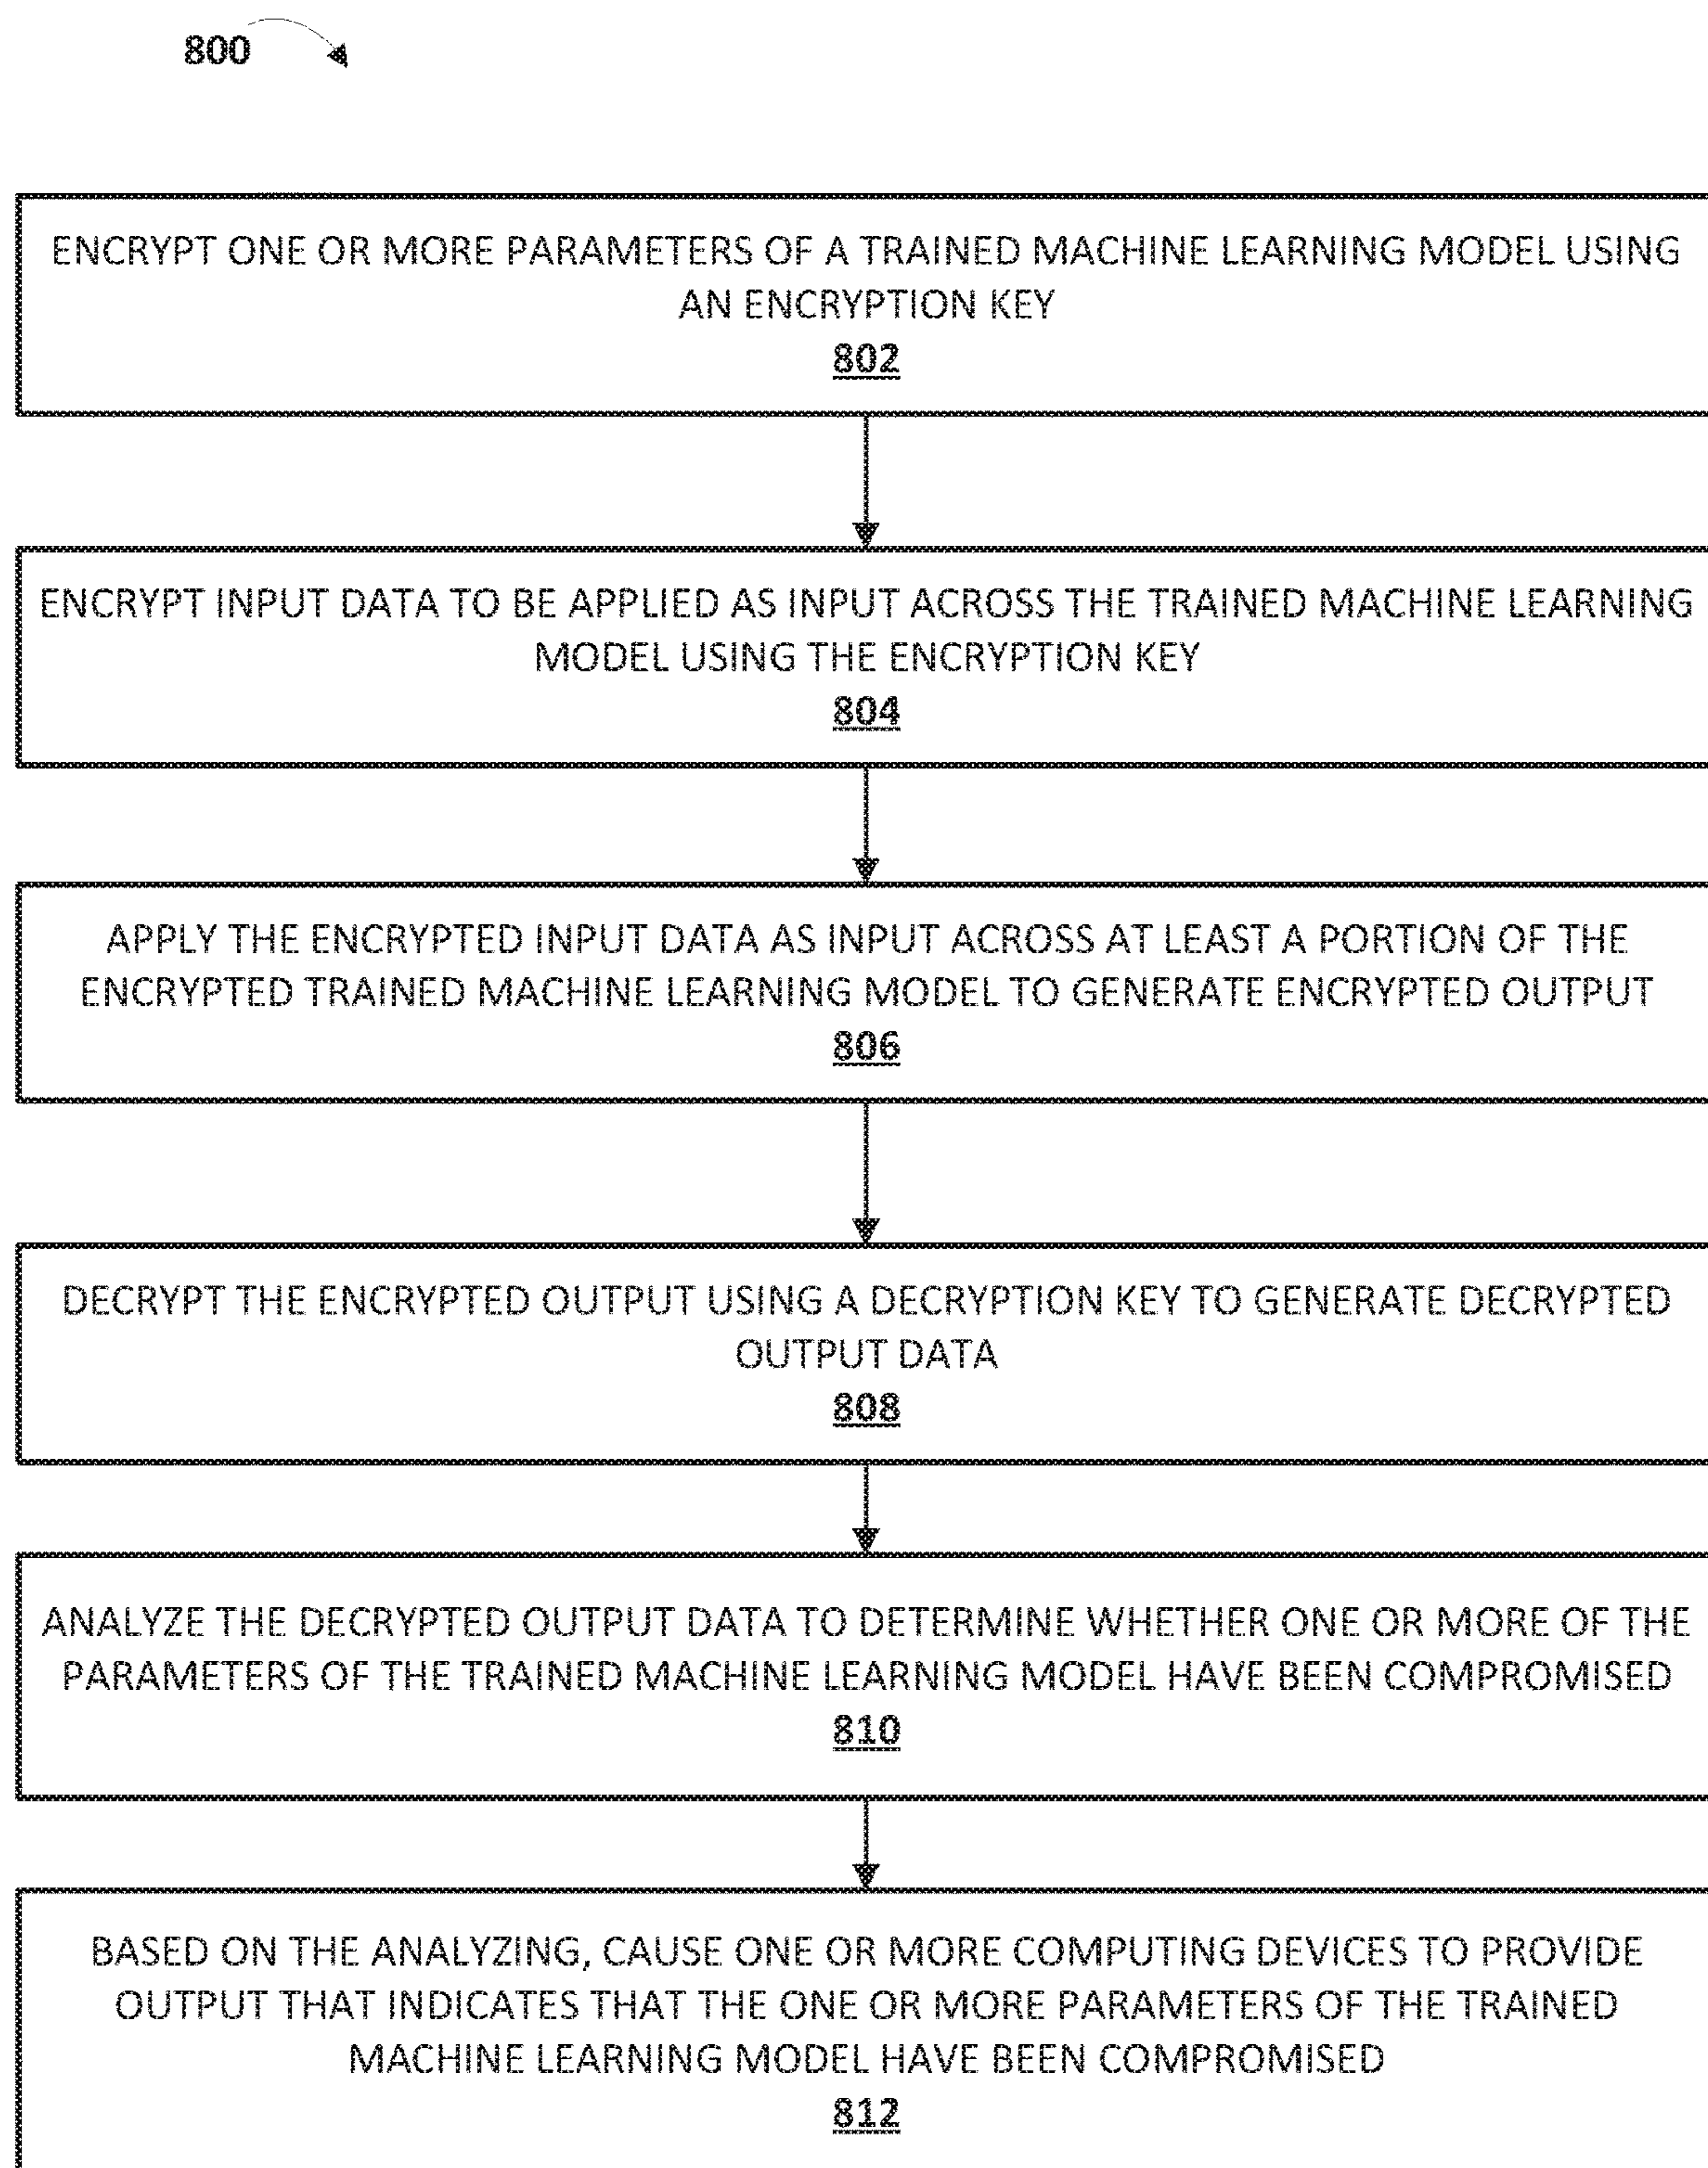 800
ENCRYPT ONE OR MORE PARAMETERS OF A TRAINED MACHINE LEARNING MODEL USING
AN ENCRYPTION KEY
802
ENCRYPT INPUT DATA TO BE APPLIED AS INPUT ACROSS THE TRAINED MACHINE LEARNING
MODEL USING THE ENCRYPTION KEY
804
APPLY THE ENCRYPTED INPUT DATA AS INPUT ACROSS AT LEAST A PORTION OF THE
ENCRYPTED TRAINED MACHINE LEARNING MODEL TO GENERATE ENCRYPTED OUTPUT
806
DECRYPT THE ENCRYPTED OUTPUT USING A DECRYPTION KEY TO GENERATE DECRYPTED
OUTPUT DATA
808
ANALYZE THE DECRYPTED OUTPUT DATA TO DETERMINE WHETHER ONE OR MORE OF THE
PARAMETERS OF THE TRAINED MACHINE LEARNING MODEL HAVE BEEN COMPROMISED
810
BASED ON THE ANALYZING, CAUSE ONE OR MORE COMPUTING DEVICES TO PROVIDE
OUTPUT THAT INDICATES THAT THE ONE OR MORE PARAMETERS OF THE TRAINED
MACHINE LEARNING MODEL HAVE BEEN COMPROMISED
812